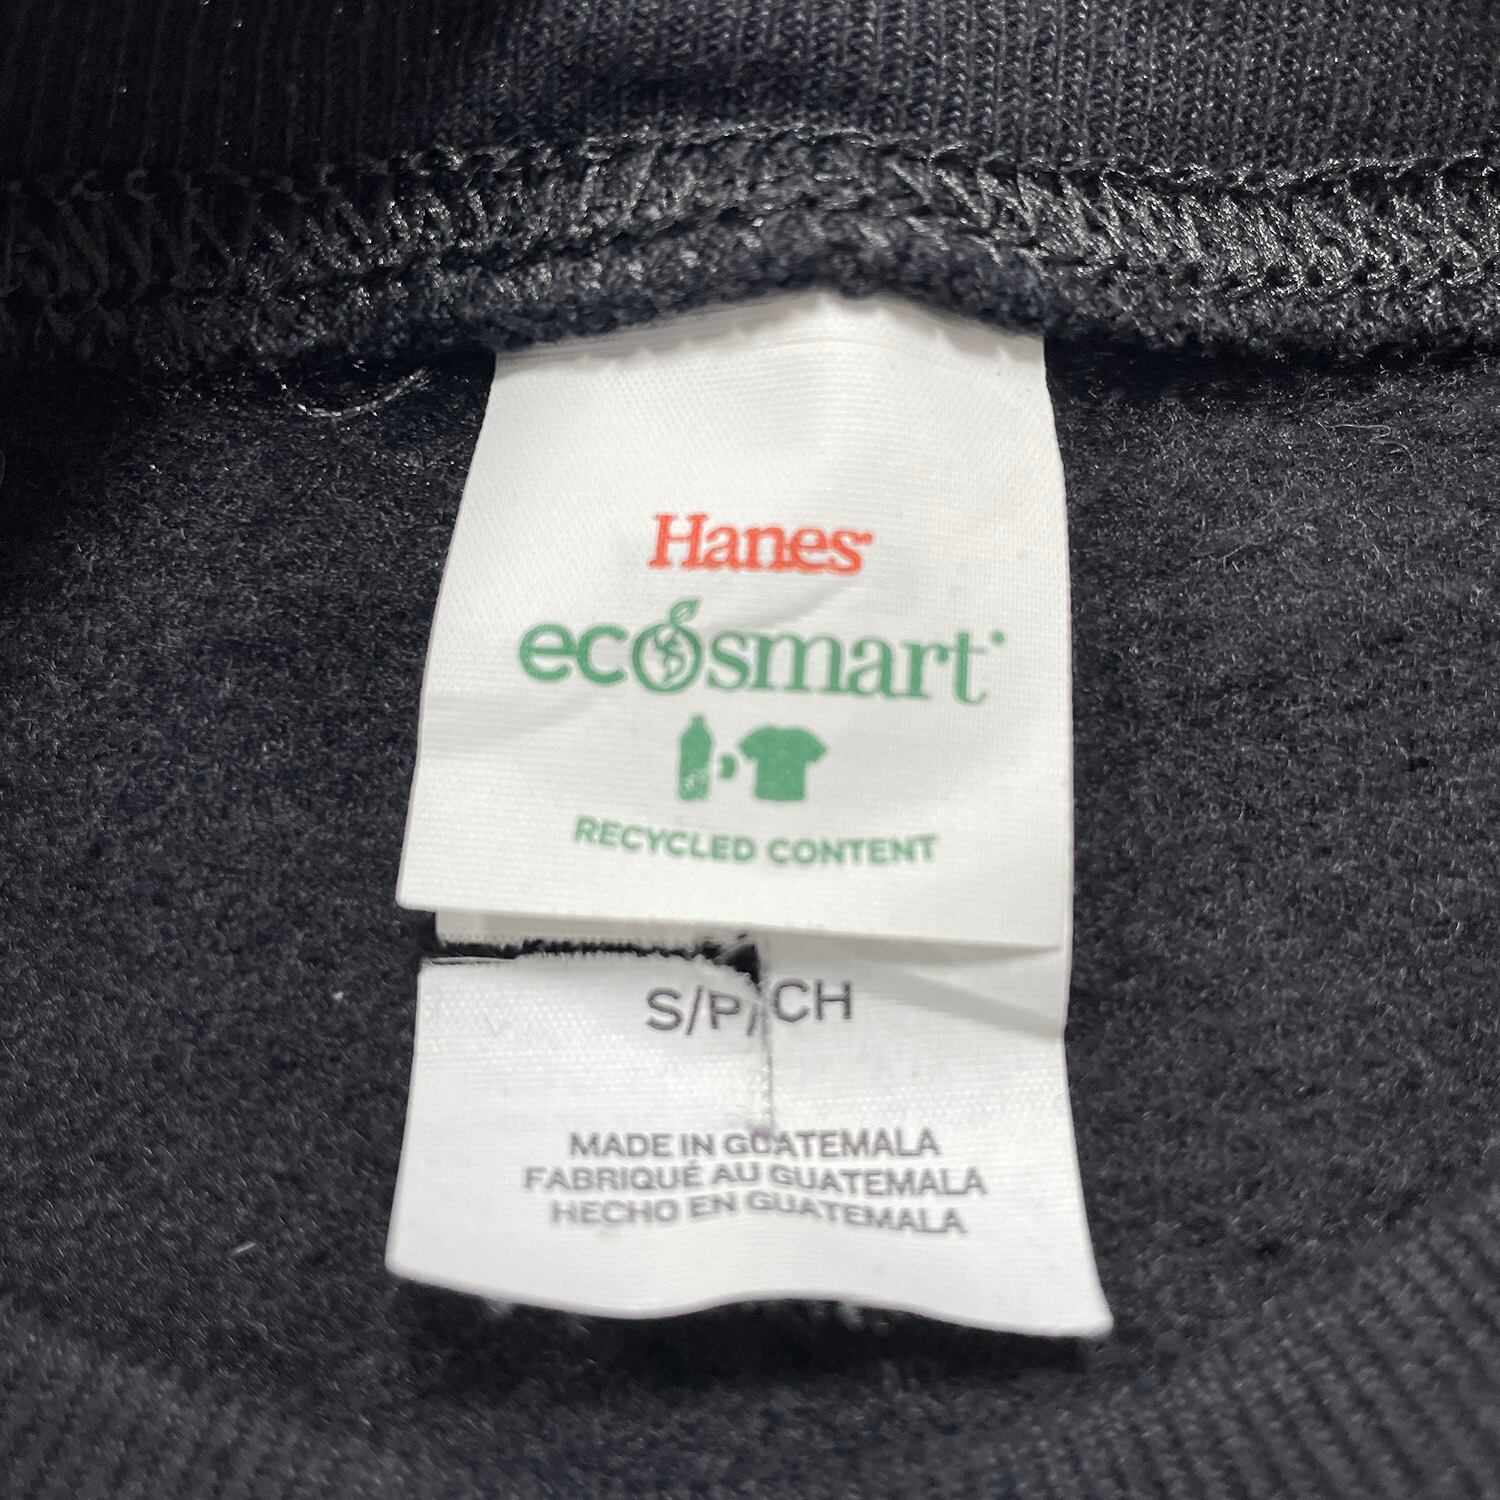 Hanes
ecosmart
RECYCLED CONTENT
S/P/CH
MADE IN GUATEMALA
FABRIQUÉ AU GUATEMALA
HECHO EN GUATEMALA